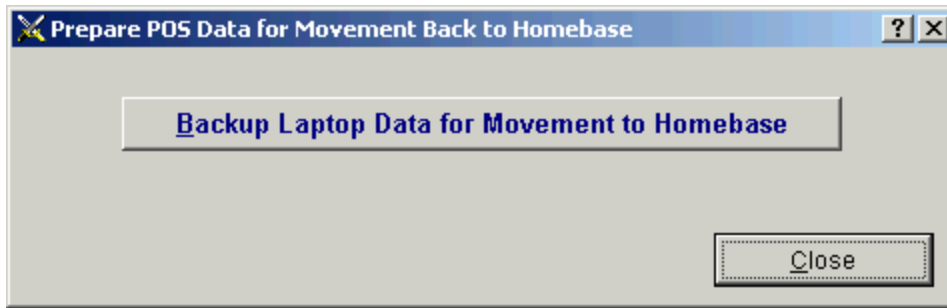 Prepare POS Data for Movement Back to Homebase ? X
Backup Laptop Data for Movement to Homebase
Close